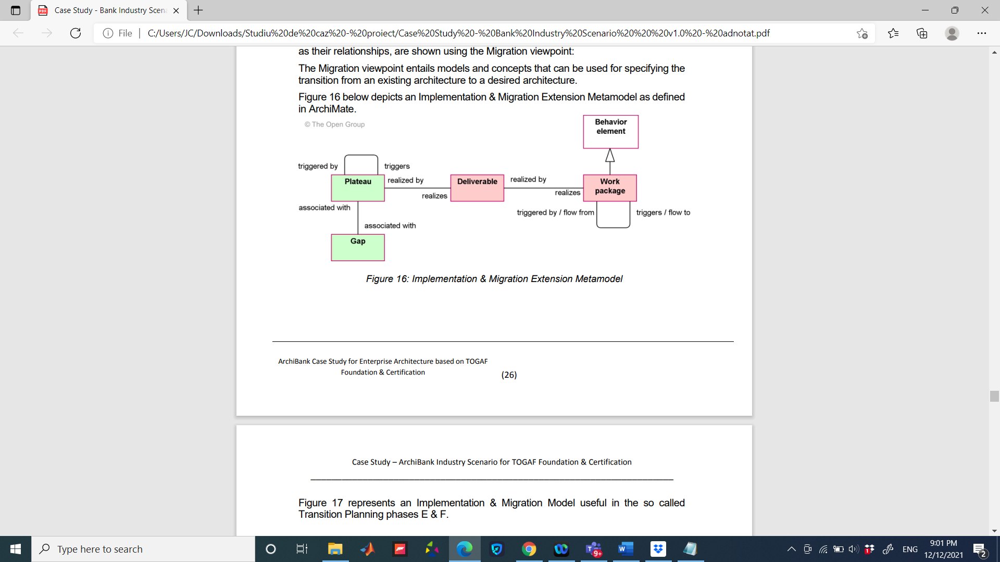 Case Study - Bank Industry Scen
File
C:/Users/JC/Downloads/Studiu%20de%20caz%20-%20proiect/Case%20Study%20-%20Bank%20Industry%20Scenario%20%20%20v1.0%20-%20adnotat.pdf
as their relationships, are shown using the Migration viewpoint:
The Migration viewpoint entails models and concepts that can be used for specifying the
transition from an existing architecture to a desired architecture.
Figure 16 below depicts an Implementation & Migration Extension Metamodel as defined
in ArchiMate.
© The Open Group
Behavior
element
triggered by
triggers
Plateau
realized by
realizes
Deliverable
realized by
realizes
Work
package
associated with
triggered by / flow from
triggers / flow to
associated with
Gap
Figure 16: Implementation & Migration Extension Metamodel
ArchiBank Case Study for Enterprise Architecture based on TOGAF
Foundation & Certification
(26)
Case Study – ArchiBank Industry Scenario for TOGAF Foundation & Certification
Figure 17 represents an Implementation & Migration Model useful in the so called
Transition Planning phases E & F.
Type here to search
9+
1
ENG
9:01 PM
12/12/2021
2